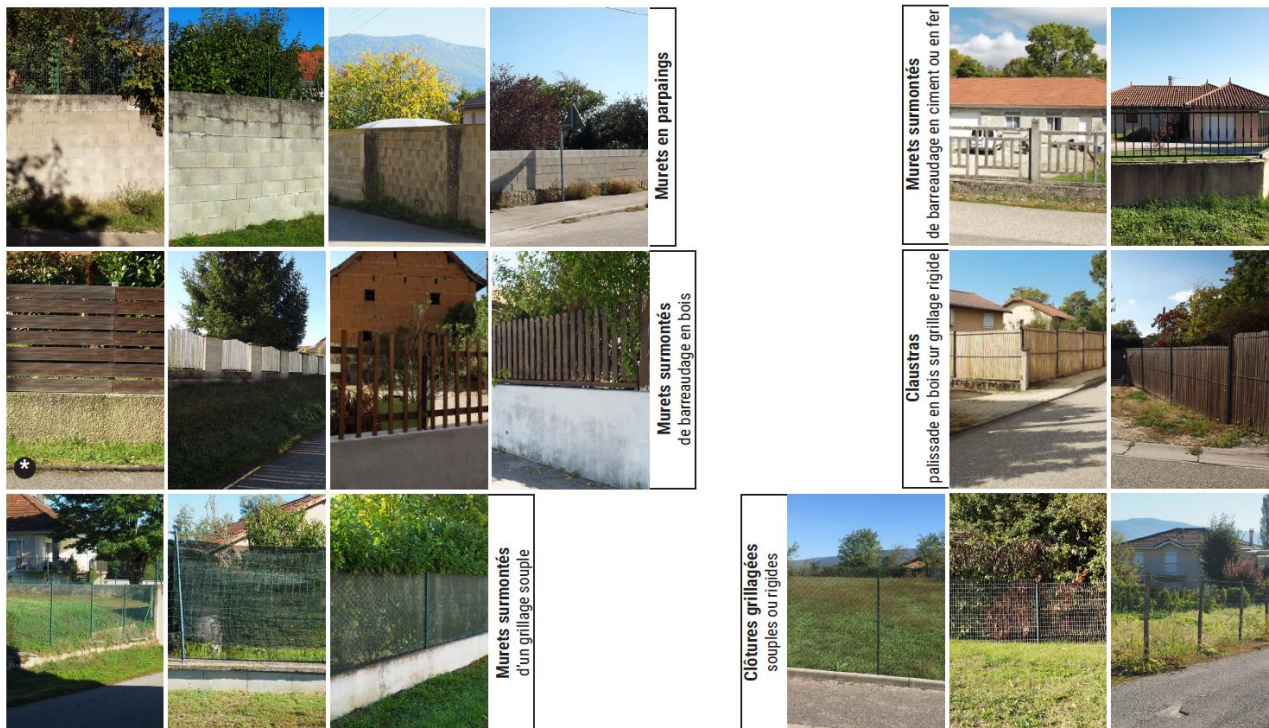 Murets en parpaings
Murets surmontés
de barreaudage en ciment ou en fer
Murets surmontés
de barreaudage en bois
Claustras
palissade en bois sur grillage rigide
Murets surmontés
d'un grillage souple
Clôtures grillagées
souples ou rigides
*